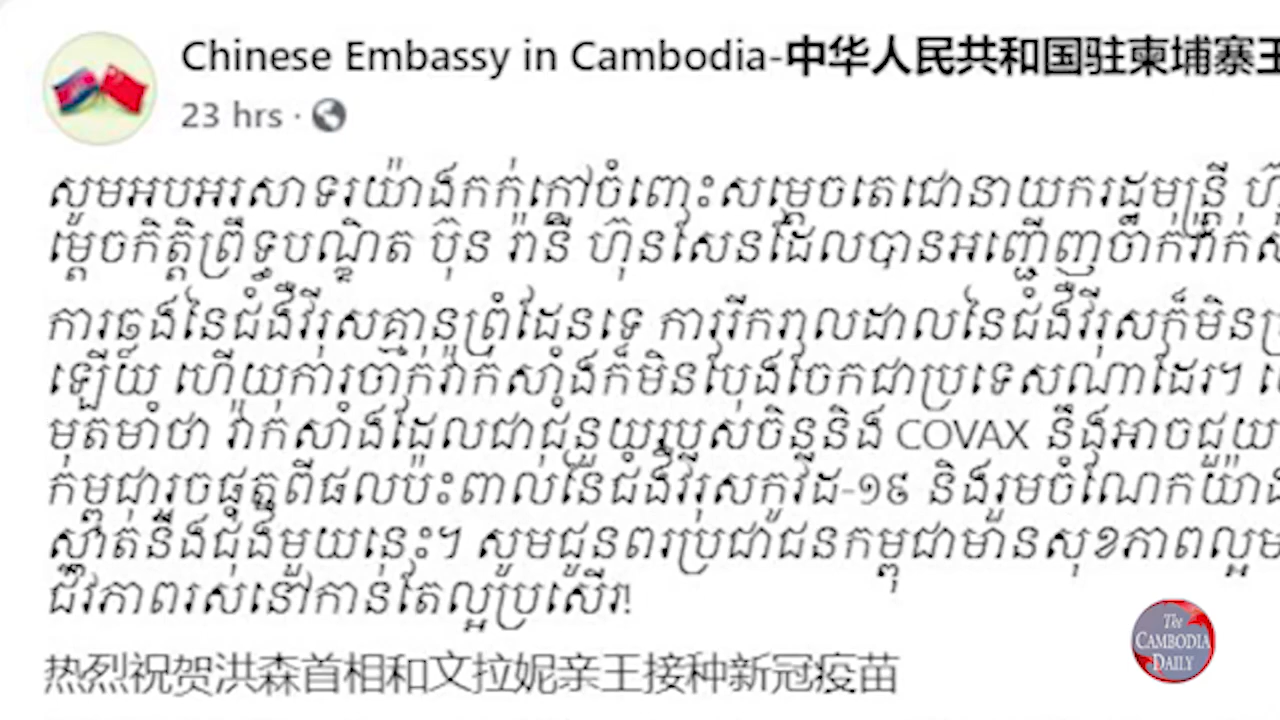 Chinese Embassy in Cambodia-中华人民共和国驻柬埔寨王
23 hrs ·
សូមអបអរសាទរយ៉ាងកក់ក្តៅចំពោះសម្តេចតេជោនាយករដ្ឋមន្ត្រី ហ៊
ម្តេចកិត្តិព្រឹទ្ធបណ្ឌិត ប៊ុន រ៉ានី ហ៊ុនសែនដែលបានអញ្ជើញចាក់វ៉ាក់ស
ការឆ្លងនៃជំងឺវីរុសគ្មានព្រំដែនទេ ការរីករាលដាលនៃជំងឺវីរុសក៏មិន
ឡើយ ហើយការចាក់វ៉ាក់សាំងក៏មិនបែងចែកជាប្រទេសណាដែរ។
មុតមាំថា វ៉ាក់សាំងដែលជាជំនួយរបស់ចិននិង COVAX នឹងអាចជួយ
កម្ពុជារួចផុតពីផលប៉ះពាល់នៃជំងឺវីរុសកូវីដ-១៩ និងរួមចំណែកយ៉ាង
ស្កាត់នឹងជំងឺមួយនេះ។ សូមជូនពរប្រជាជនកម្ពុជាមានសុខភាពល្អម
ជីវភាពរស់នៅកាន់តែល្អប្រសើរ!
热烈祝贺洪森首相和文拉妮亲王接种新冠疫苗
The
CAMBODIA
DAILY